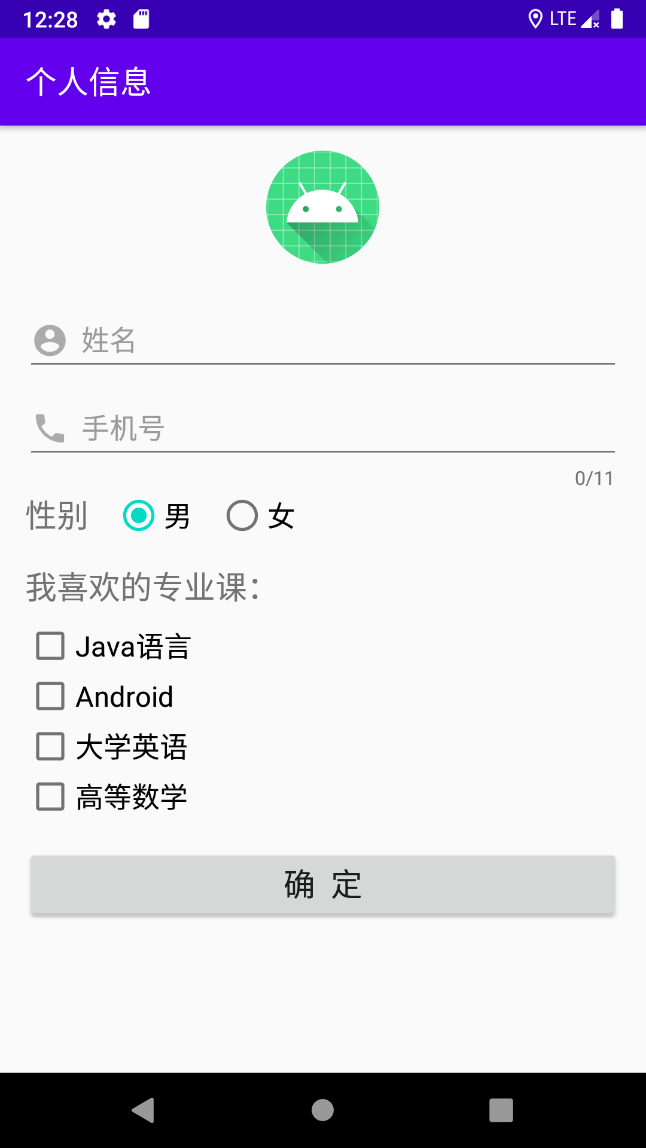 12:28 LTE
个人信息
姓名
手机号
0/11
性别 男 女
我喜欢的专业课：
Java语言
Android
大学英语
高等数学
确 定